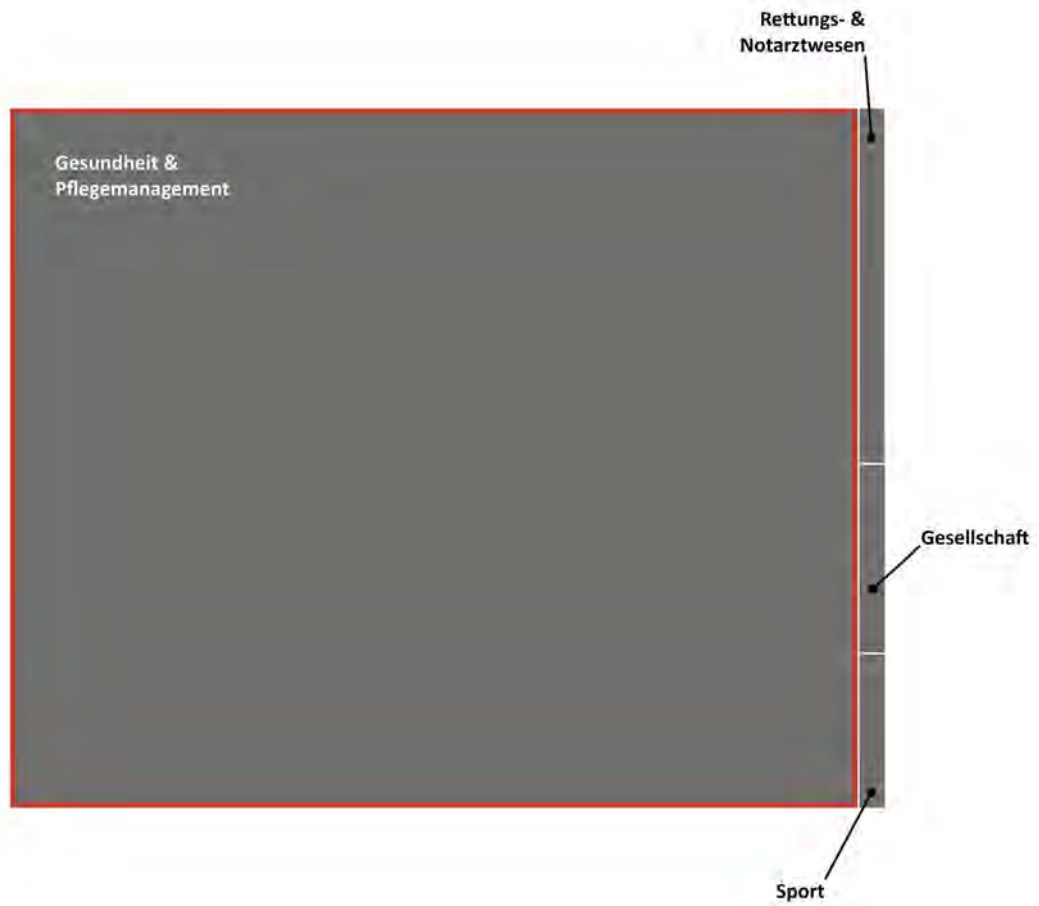 Rettungs- &
Notarztwesen
Gesundheit &
Pflegemanagement
Gesellschaft
Sport